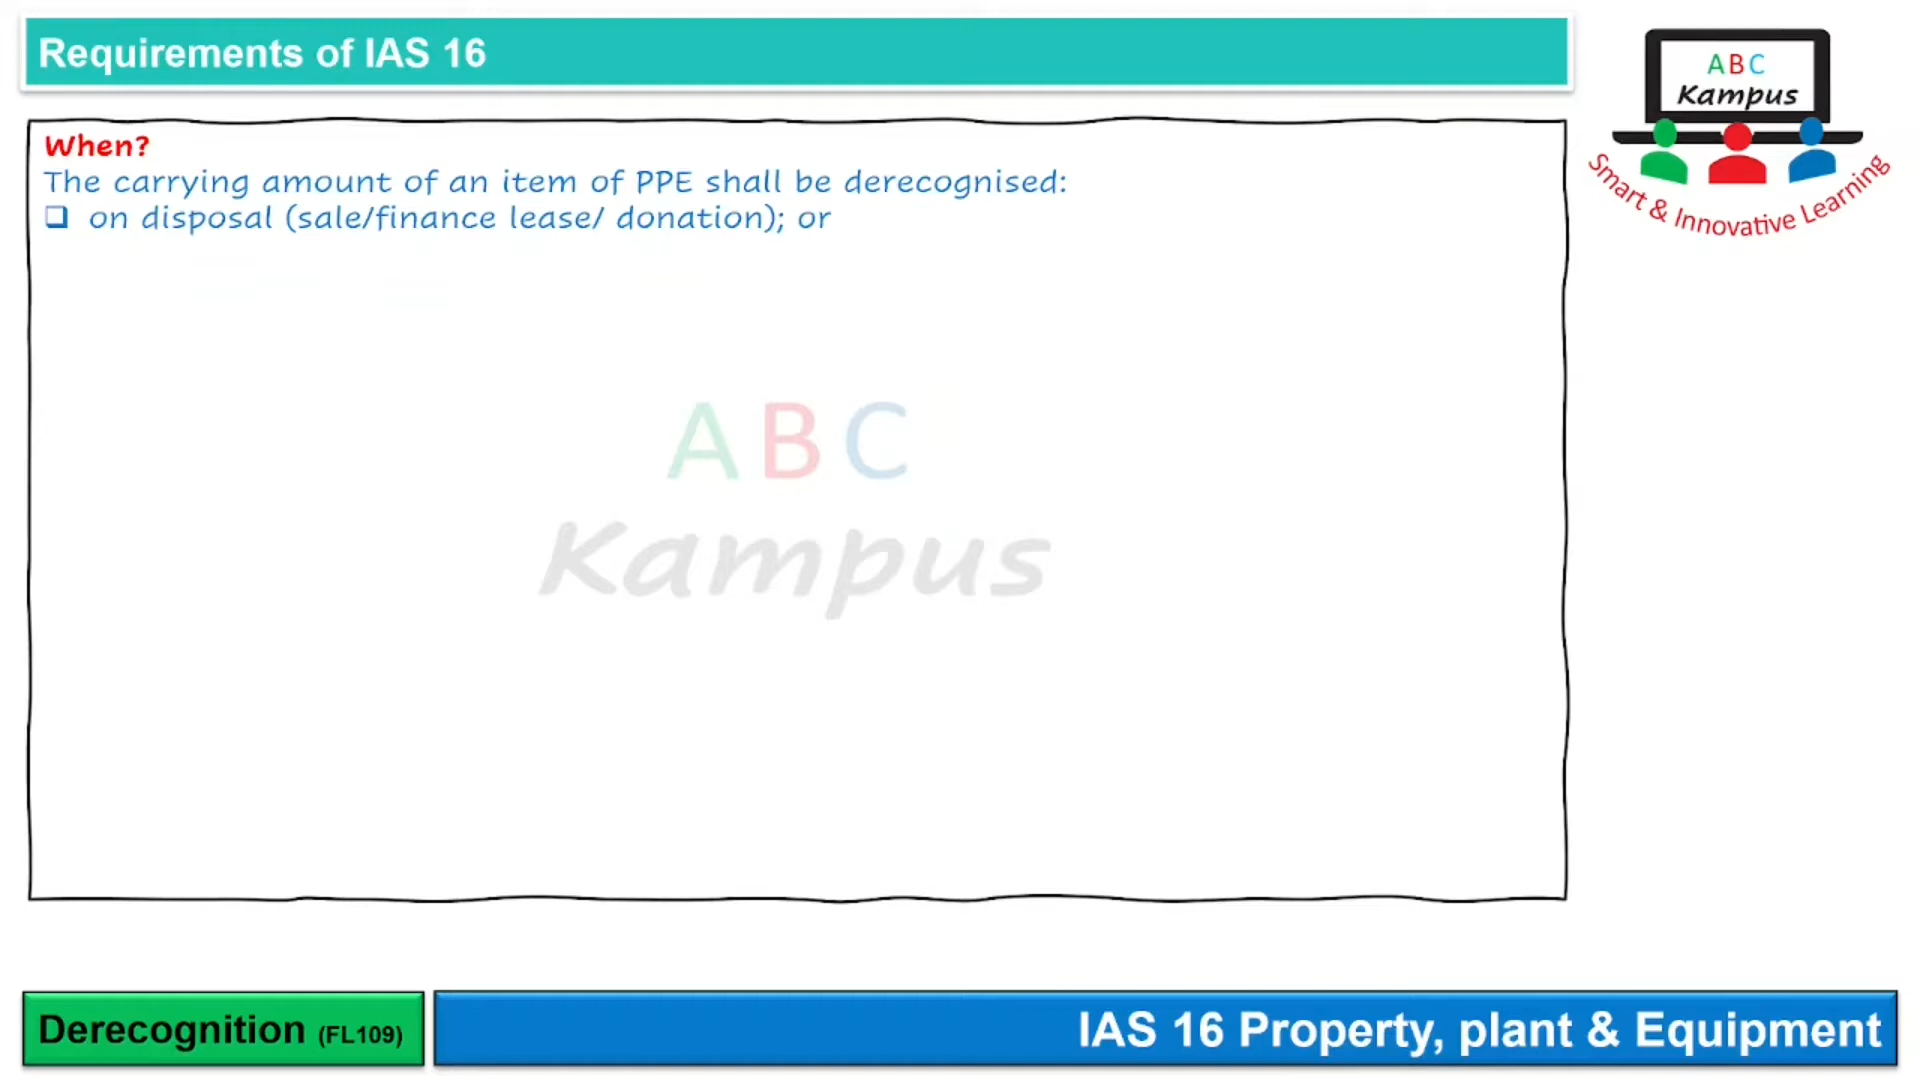 Requirements of IAS 16
ABC
Kampus
Smart & Innovative Learning
When?
The carrying amount of an item of PPE shall be derecognised:
❑ on disposal (sale/finance lease/ donation); or
ABC
Kampus
Derecognition (FL109)
IAS 16 Property, plant & Equipment